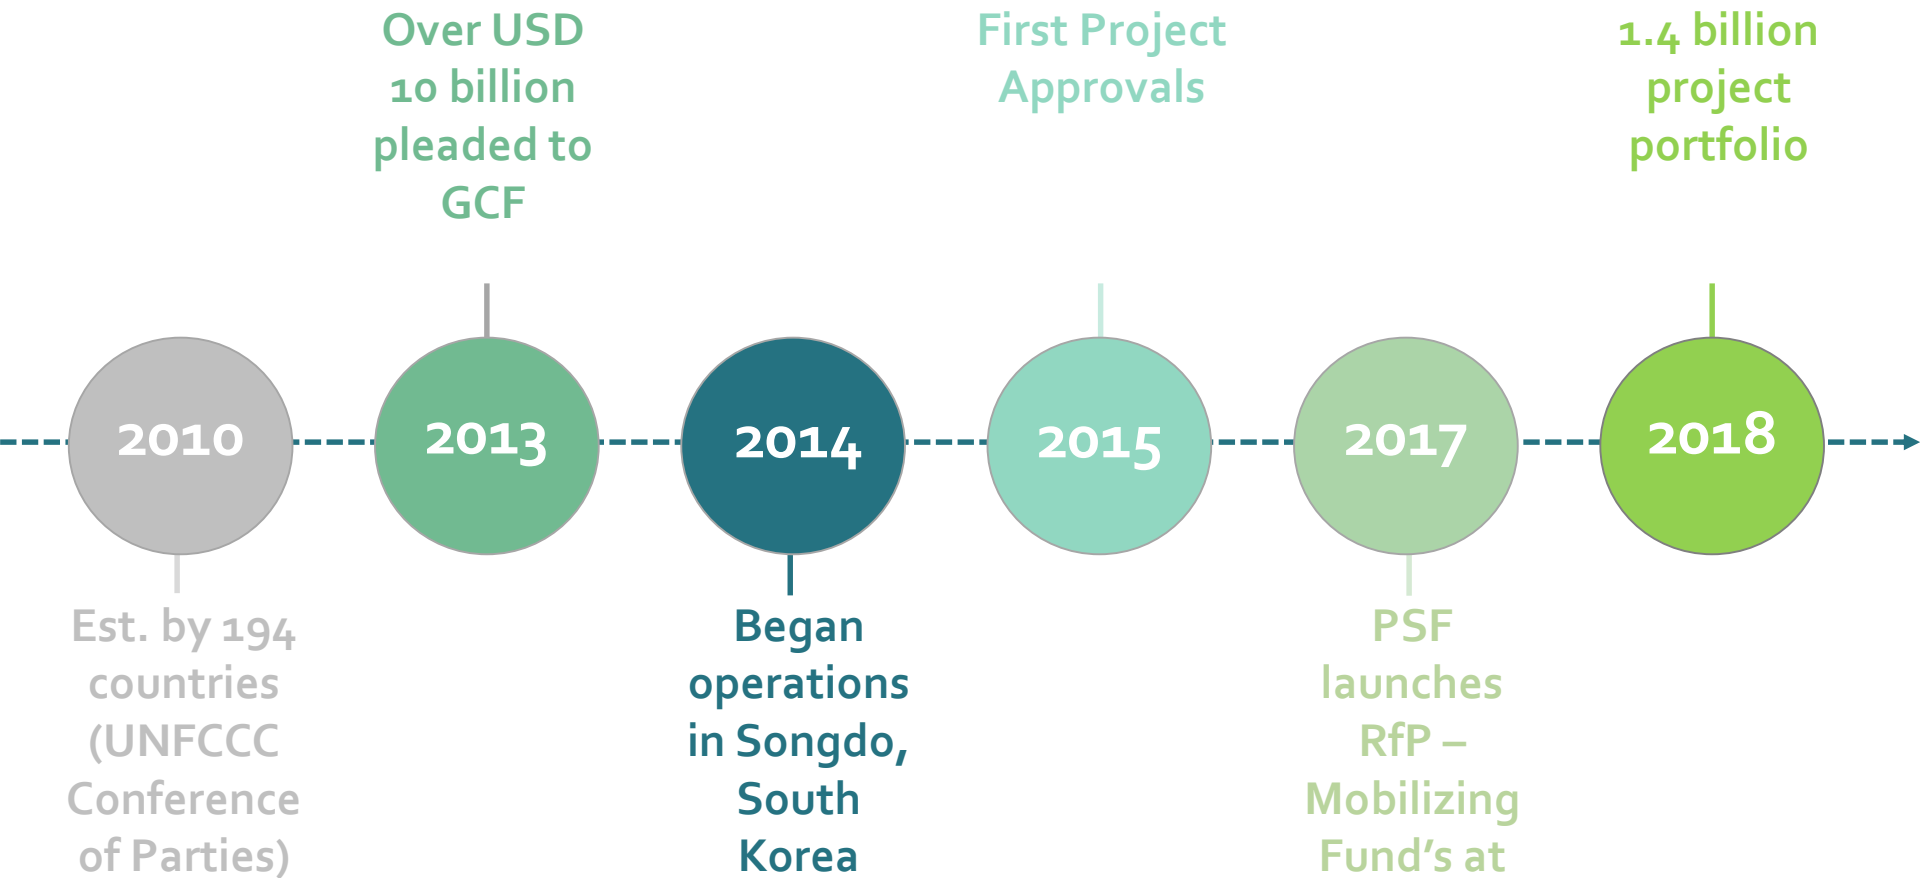 Over USD
10 billion
pleaded to
GCF
First Project
Approvals
1.4 billion
project
portfolio
2010
2013
2014
2015
2017
2018
Est. by 194
countries
(UNFCCC
Conference
of Parties)
Began
operations
in Songdo,
South
Korea
PSF
launches
RfP –
Mobilizing
Fund's at